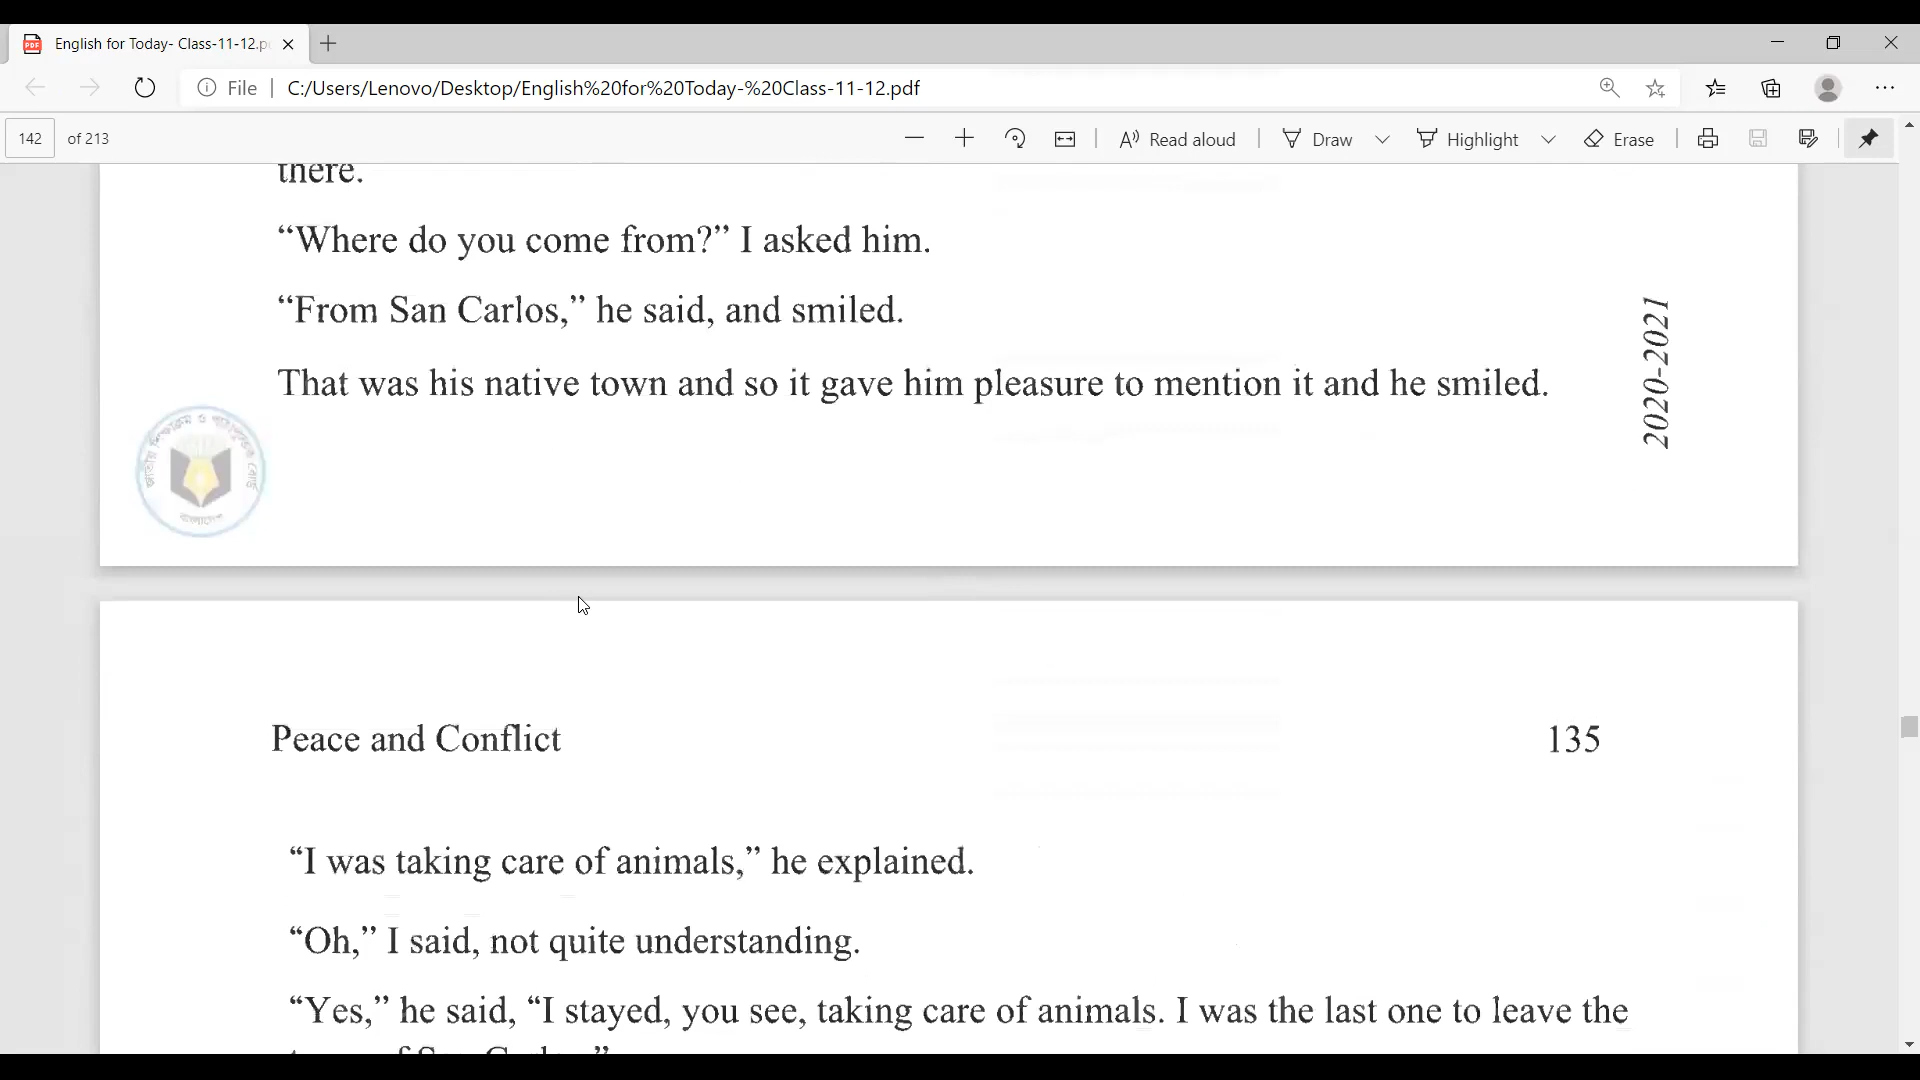 English for Today- Class-11-12.p
File C:/Users/Lenovo/Desktop/English%20for%20Today-%20Class-11-12.pdf
142 of 213 Read aloud Draw Highlight Erase
there.
“Where do you come from?” I asked him.
“From San Carlos,” he said, and smiled.
That was his native town and so it gave him pleasure to mention it and he smiled.
2020-2021
Peace and Conflict 135
“I was taking care of animals,” he explained.
“Oh,” I said, not quite understanding.
“Yes,” he said, “I stayed, you see, taking care of animals. I was the last one to leave the